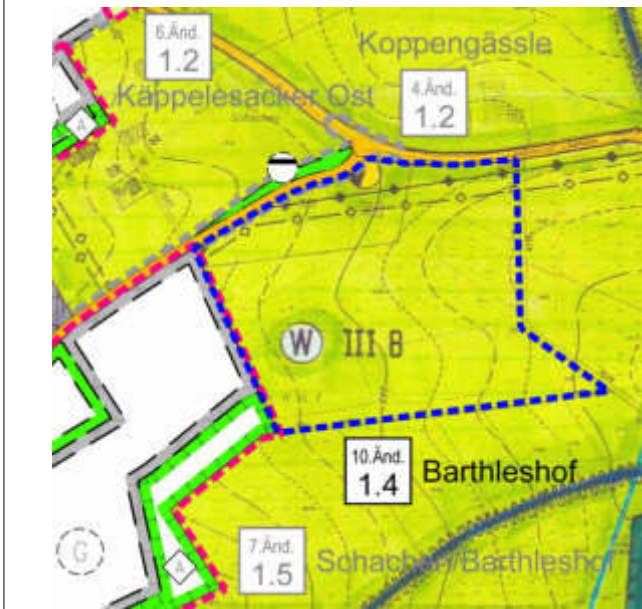 6.Änd.
1.2
Koppengässle
Käppelesäcker Ost
4.Änd.
1.2
A
W III B
10.Änd.
1.4
Barthleshof
G
A
7.Änd.
1.5
Schachen/Barthleshof